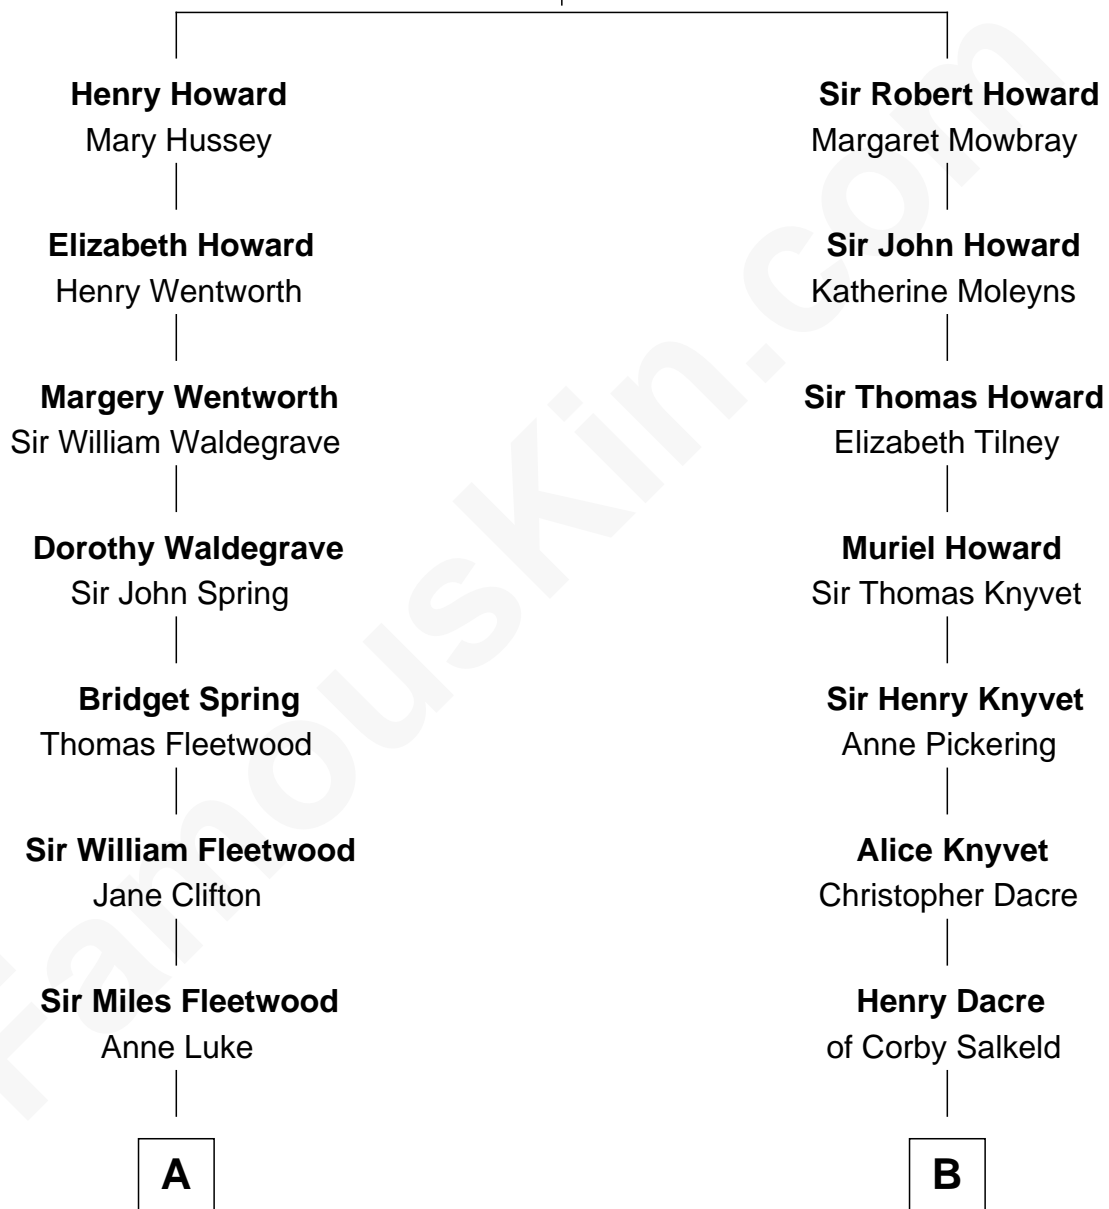 Henry Howard
Mary Hussey
Elizabeth Howard
Henry Wentworth
Margery Wentworth
Sir William Waldegrave
Dorothy Waldegrave
Sir John Spring
Bridget Spring
Thomas Fleetwood
Sir William Fleetwood
Jane Clifton
Sir Miles Fleetwood
Anne Luke
A
Sir Robert Howard
Margaret Mowbray
Sir John Howard
Katherine Moleyns
Sir Thomas Howard
Elizabeth Tilney
Muriel Howard
Sir Thomas Knyvet
Sir Henry Knyvet
Anne Pickering
Alice Knyvet
Christopher Dacre
Henry Dacre
of Corby Salkeld
B
FamousKin.com